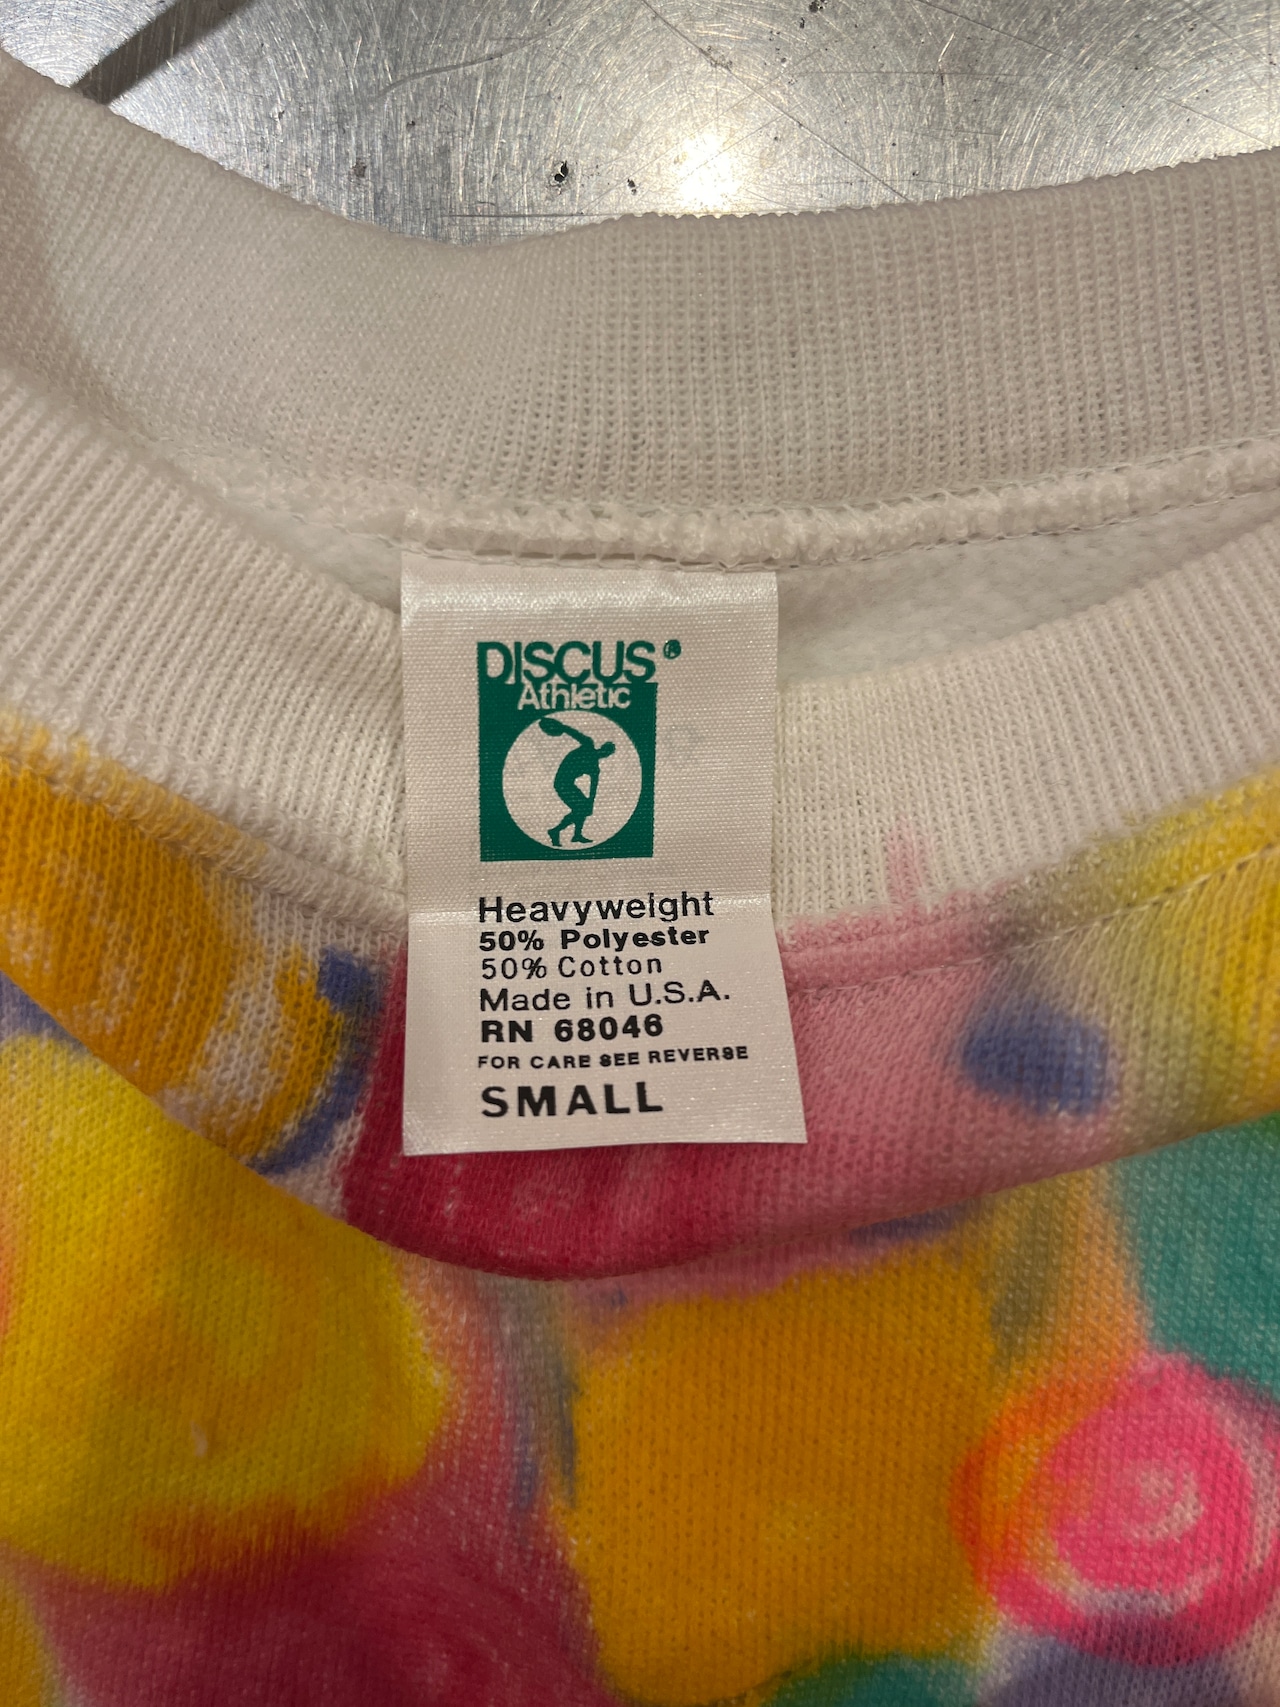 DISCUS®
Athletic
Heavyweight
50% Polyester
50% Cotton
Made in U.S.A.
RN 68046
FOR CARE SEE REVERSE
SMALL